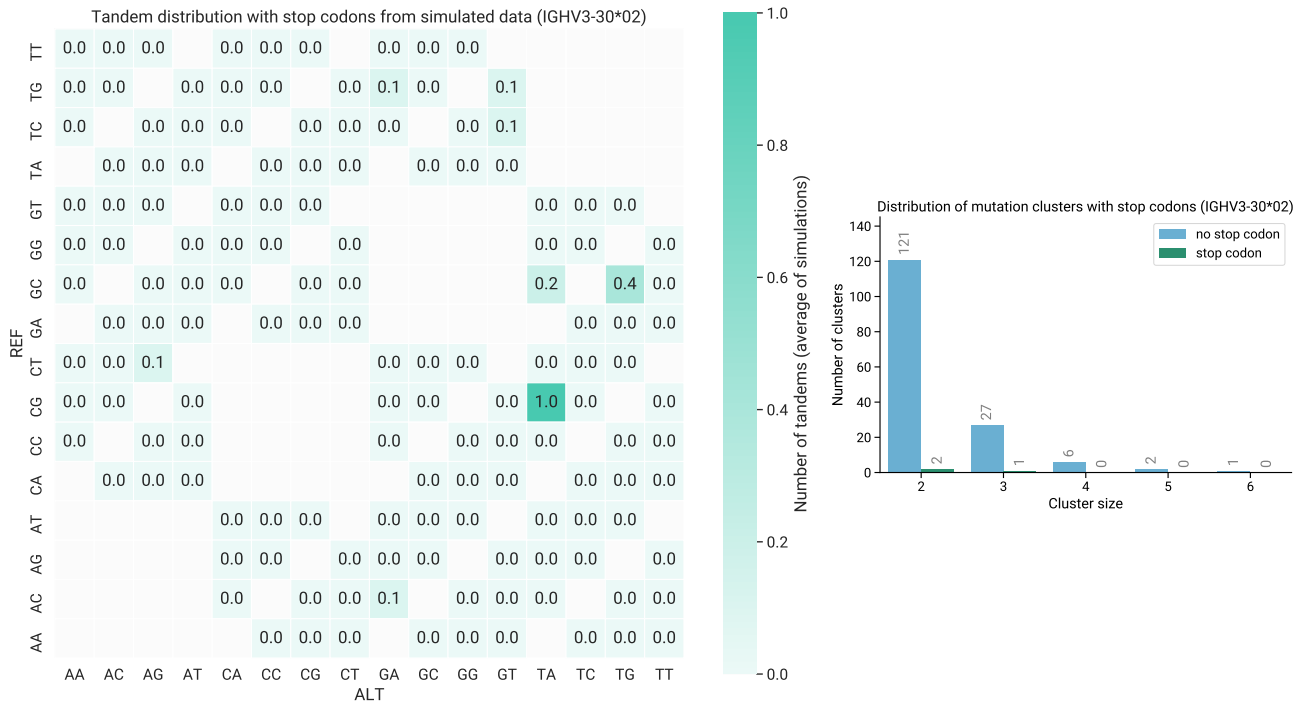 Tandem distribution with stop codons from simulated data (IGHV3-30*02)
TT 0.0 0.0 0.0 0.0 0.0 0.0 0.0 0.0 0.0
TG 0.0 0.0 0.0 0.0 0.0 0.0 0.1 0.0 0.1
TC 0.0 0.0 0.0 0.0 0.0 0.0 0.0 0.0 0.1
TA 0.0 0.0 0.0 0.0 0.0 0.0 0.0 0.0 0.0
GT 0.0 0.0 0.0 0.0 0.0 0.0 0.0 0.0 0.0
GG 0.0 0.0 0.0 0.0 0.0 0.0 0.0 0.0 0.0
GC 0.0 0.0 0.0 0.0 0.0 0.0 0.2 0.4 0.0
GA 0.0 0.0 0.0 0.0 0.0 0.0 0.0 0.0 0.0
CT 0.0 0.0 0.1 0.0 0.0 0.0 0.0 0.0 0.0
CG 0.0 0.0 0.0 0.0 0.0 0.0 1.0 0.0 0.0
CC 0.0 0.0 0.0 0.0 0.0 0.0 0.0 0.0 0.0
CA 0.0 0.0 0.0 0.0 0.0 0.0 0.0 0.0 0.0
AT 0.0 0.0 0.0 0.0 0.0 0.0 0.0 0.0 0.0
AG 0.0 0.0 0.0 0.0 0.0 0.0 0.0 0.0 0.0
AC 0.0 0.0 0.0 0.1 0.0 0.0 0.0 0.0 0.0
AA 0.0 0.0 0.0 0.0 0.0 0.0 0.0 0.0 0.0
AA AC AG AT CA CC CG CT GA GC GG GT TA TC TG TT
REF
ALT
1.0
0.8
0.6
0.4
0.2
0.0
Number of tandems (average of simulations)
Distribution of mutation clusters with stop codons (IGHV3-30*02)
no stop codon
stop codon
140
120
100
80
60
40
20
0
Number of clusters
121 2 27 1 6 0 2 0 1 0
2 3 4 5 6
Cluster size